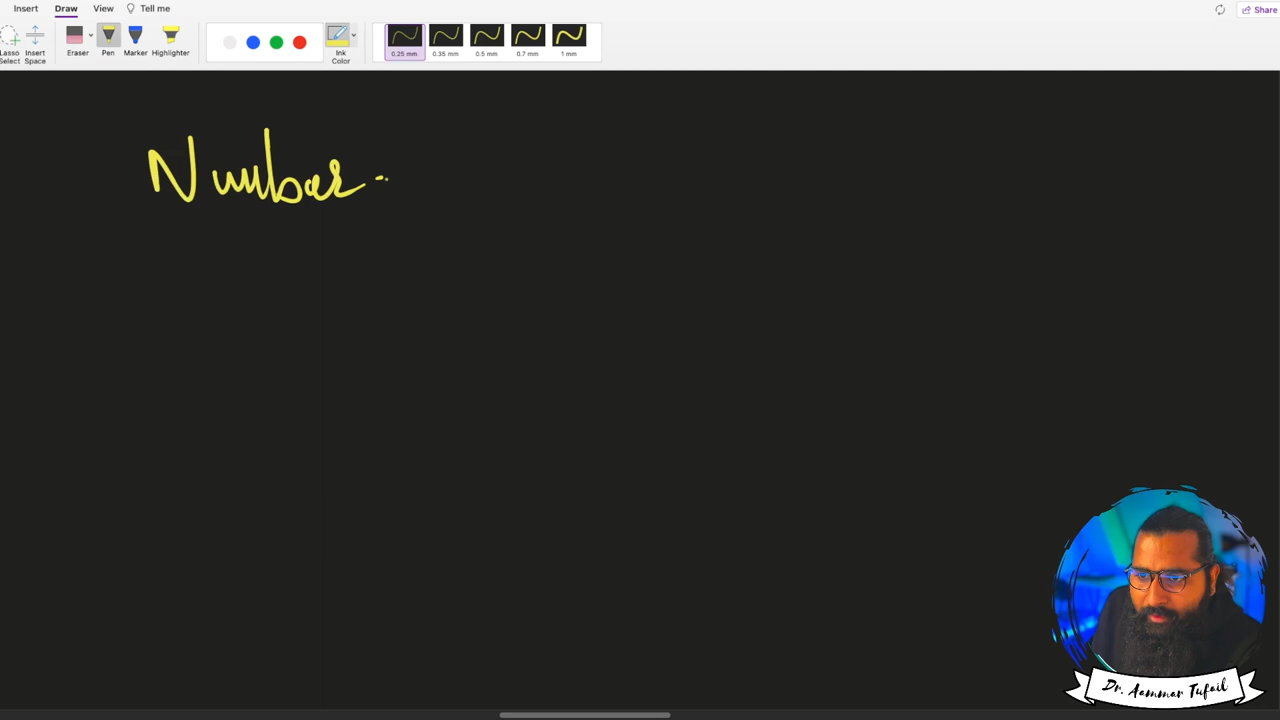 Insert Draw View Tell me Share
Lasso Select Insert Space Eraser Pen Marker Highlighter Ink Color 0.25 mm 0.35 mm 0.5 mm 0.7 mm 1 mm
Number -
Dr. Aammar Tufail